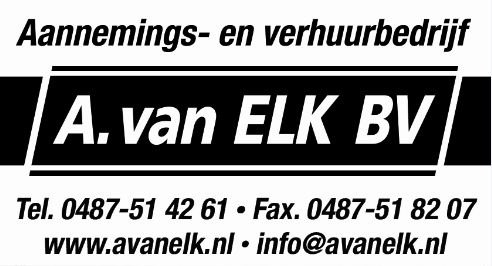 Aannemings- en verhuurbedrijf
A. van ELK BV
Tel. 0487-51 42 61 • Fax. 0487-51 82 07
www.avanelk.nl • info@avanelk.nl